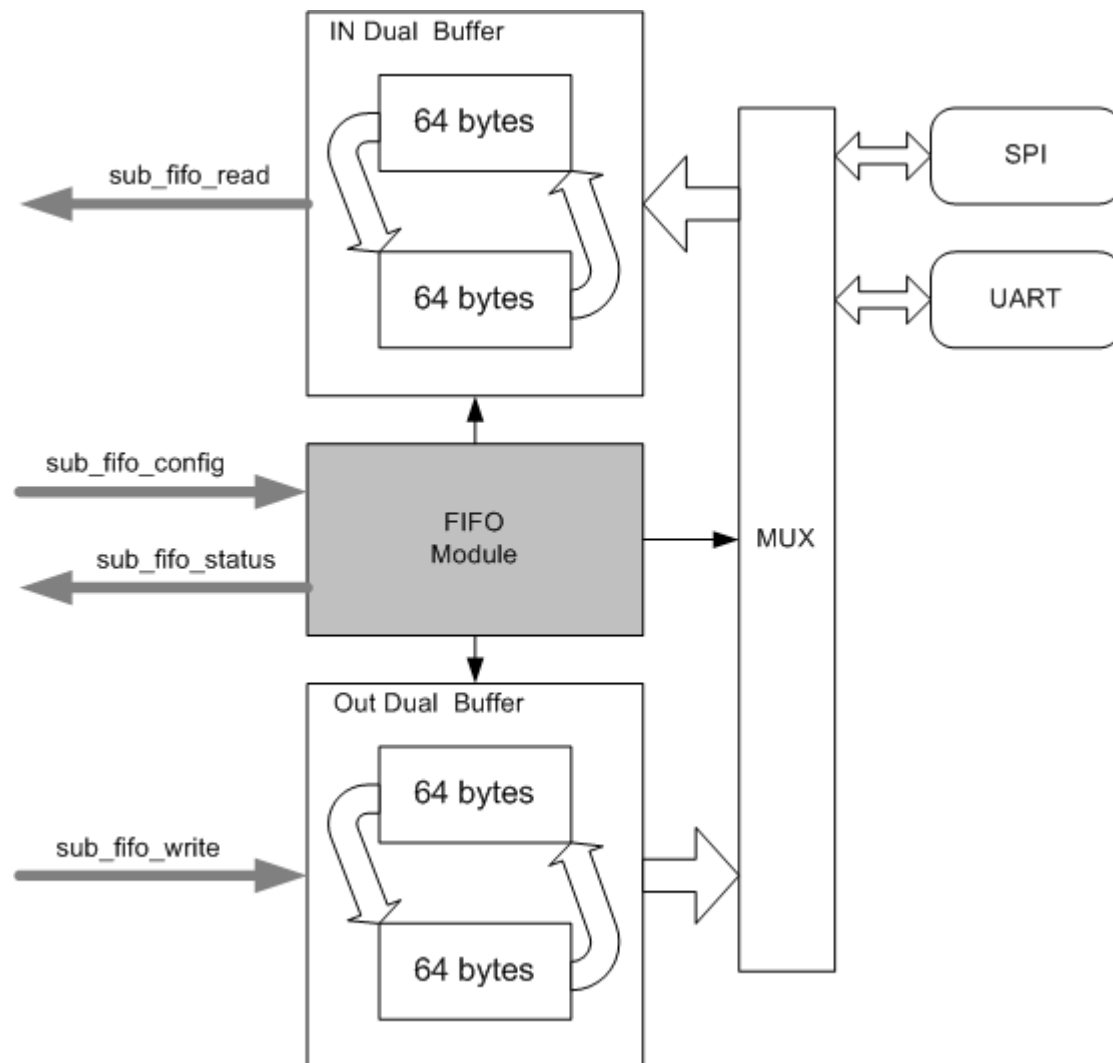 IN Dual Buffer
64 bytes
SPI
sub_fifo_read
64 bytes
UART
sub_fifo_config
FIFO
Module
MUX
sub_fifo_status
Out Dual Buffer
64 bytes
sub_fifo_write
64 bytes